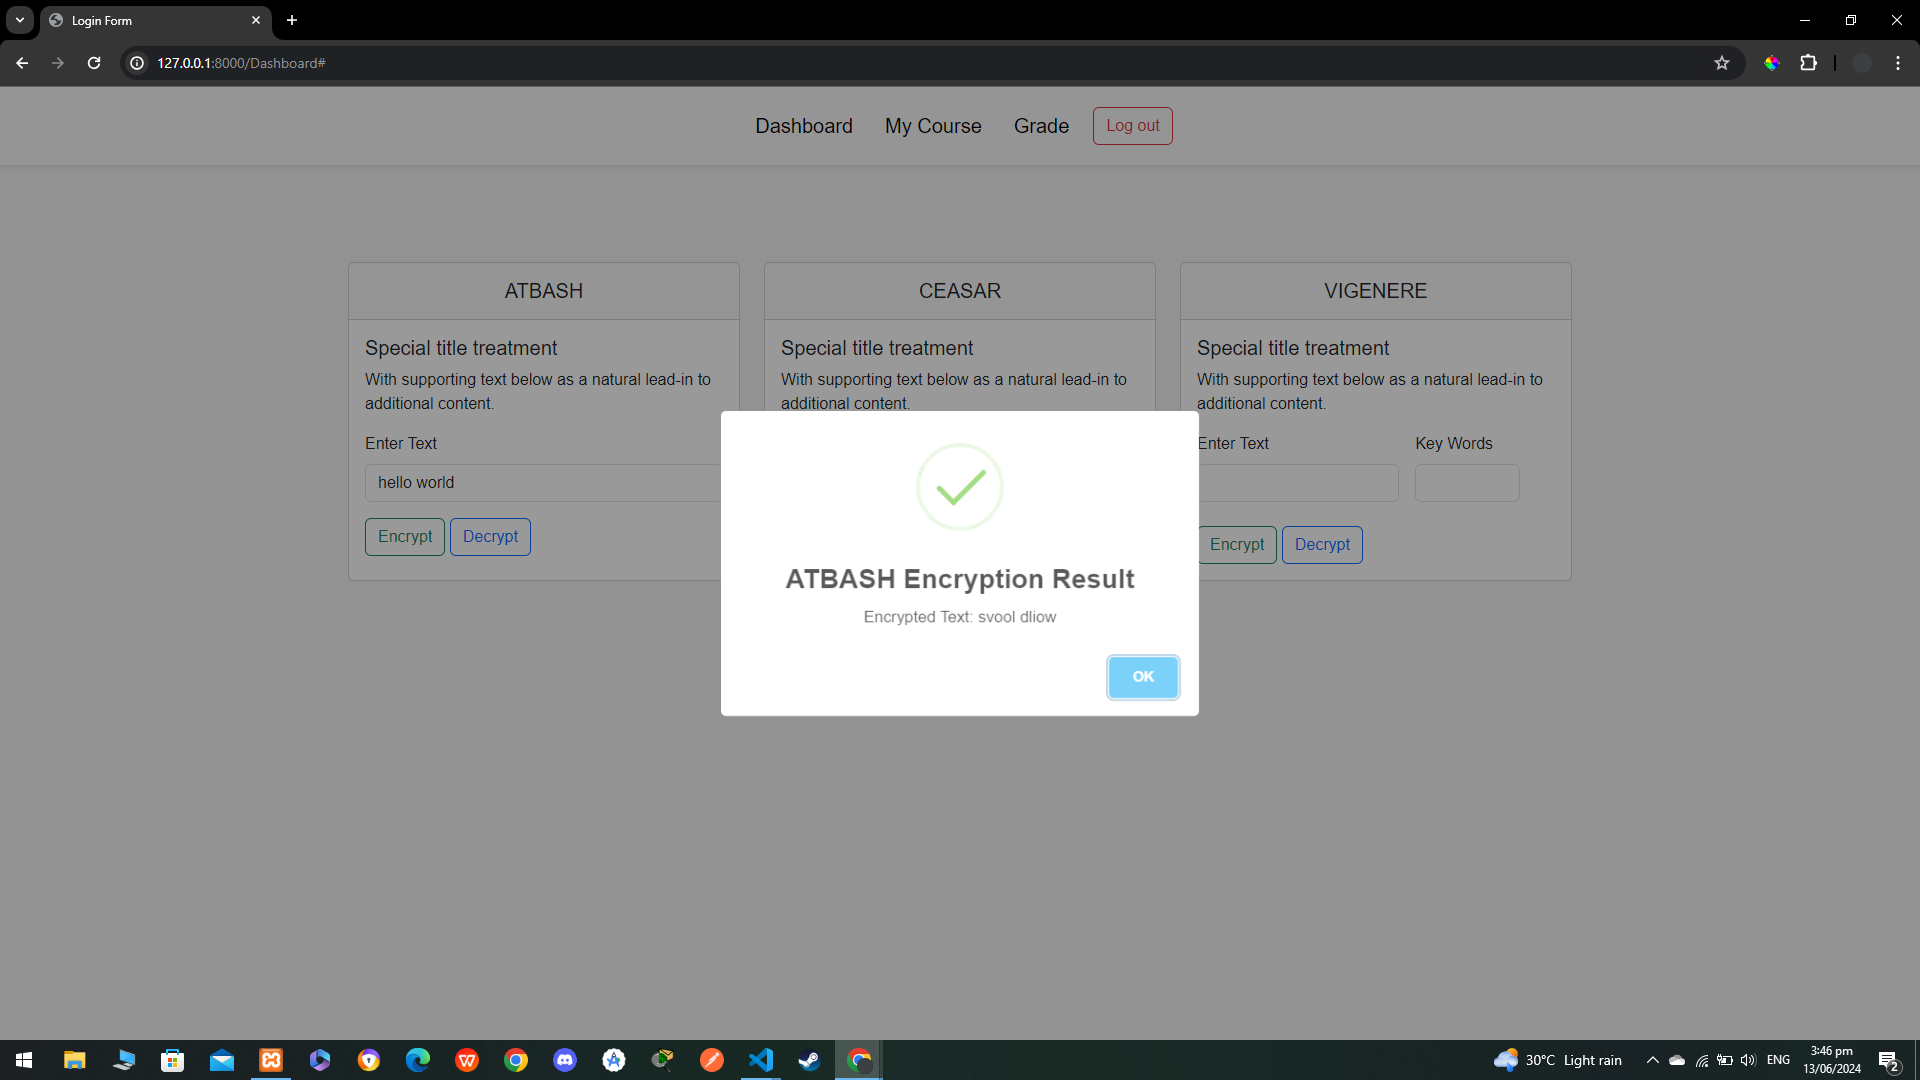 Login Form
127.0.0.1:8000/Dashboard#
Dashboard
My Course
Grade
Log out
ATBASH
Special title treatment
With supporting text below as a natural lead-in to
additional content.
Enter Text
hello world
Encrypt
Decrypt
CEASAR
Special title treatment
With supporting text below as a natural lead-in to
additional content.
VIGENERE
Special title treatment
With supporting text below as a natural lead-in to
additional content.
Enter Text
Key Words
Encrypt
Decrypt
ATBASH Encryption Result
Encrypted Text: svool dliow
OK
30°C Light rain
ENG
3:46 pm
13/06/2024
2